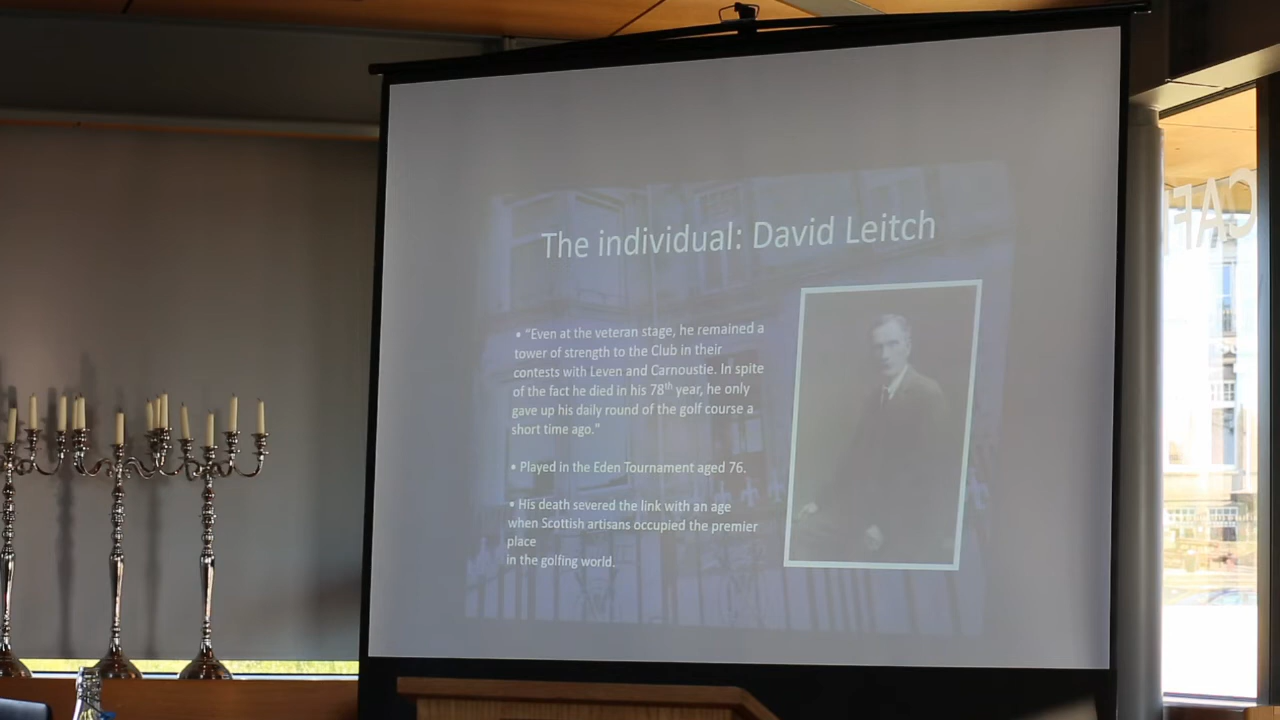 The individual: David Leitch
▪ "Even at the veteran stage, he remained a
tower of strength to the Club in their
contests with Leven and Carnoustie. In spite
of the fact he died in his 78th year, he only
gave up his daily round of the golf course a
short time ago."
▪ Played in the Eden Tournament aged 76.
▪ His death severed the link with an age
when Scottish artisans occupied the premier
place
in the golfing world.